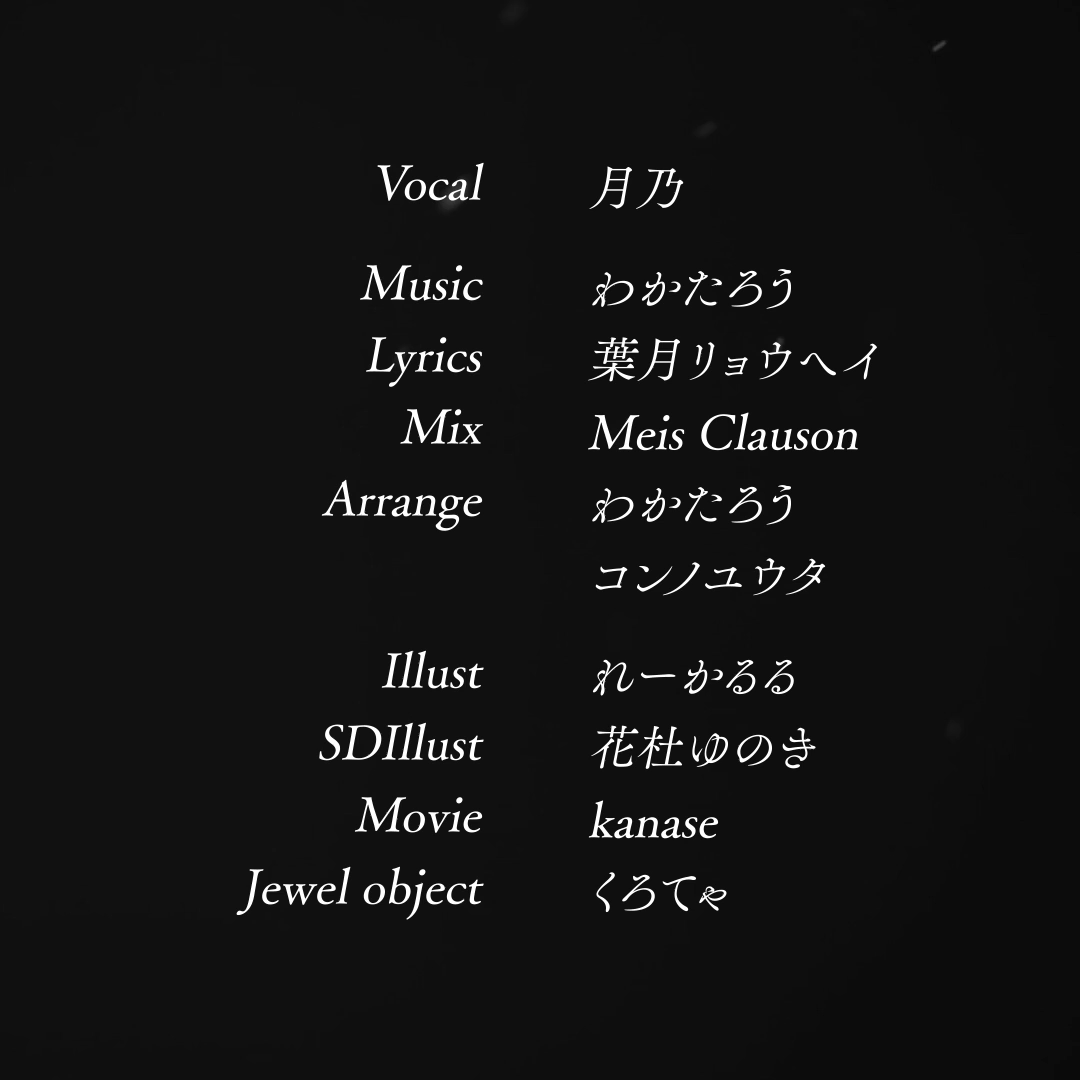 Vocal 月乃
Music わかたろう
Lyrics 葉月リョウヘイ
Mix Meis Clauson
Arrange わかたろう
コンノユウタ
Illust れーかるる
SDIllust 花杜ゆのき
Movie kanase
Jewel object くろてゃ